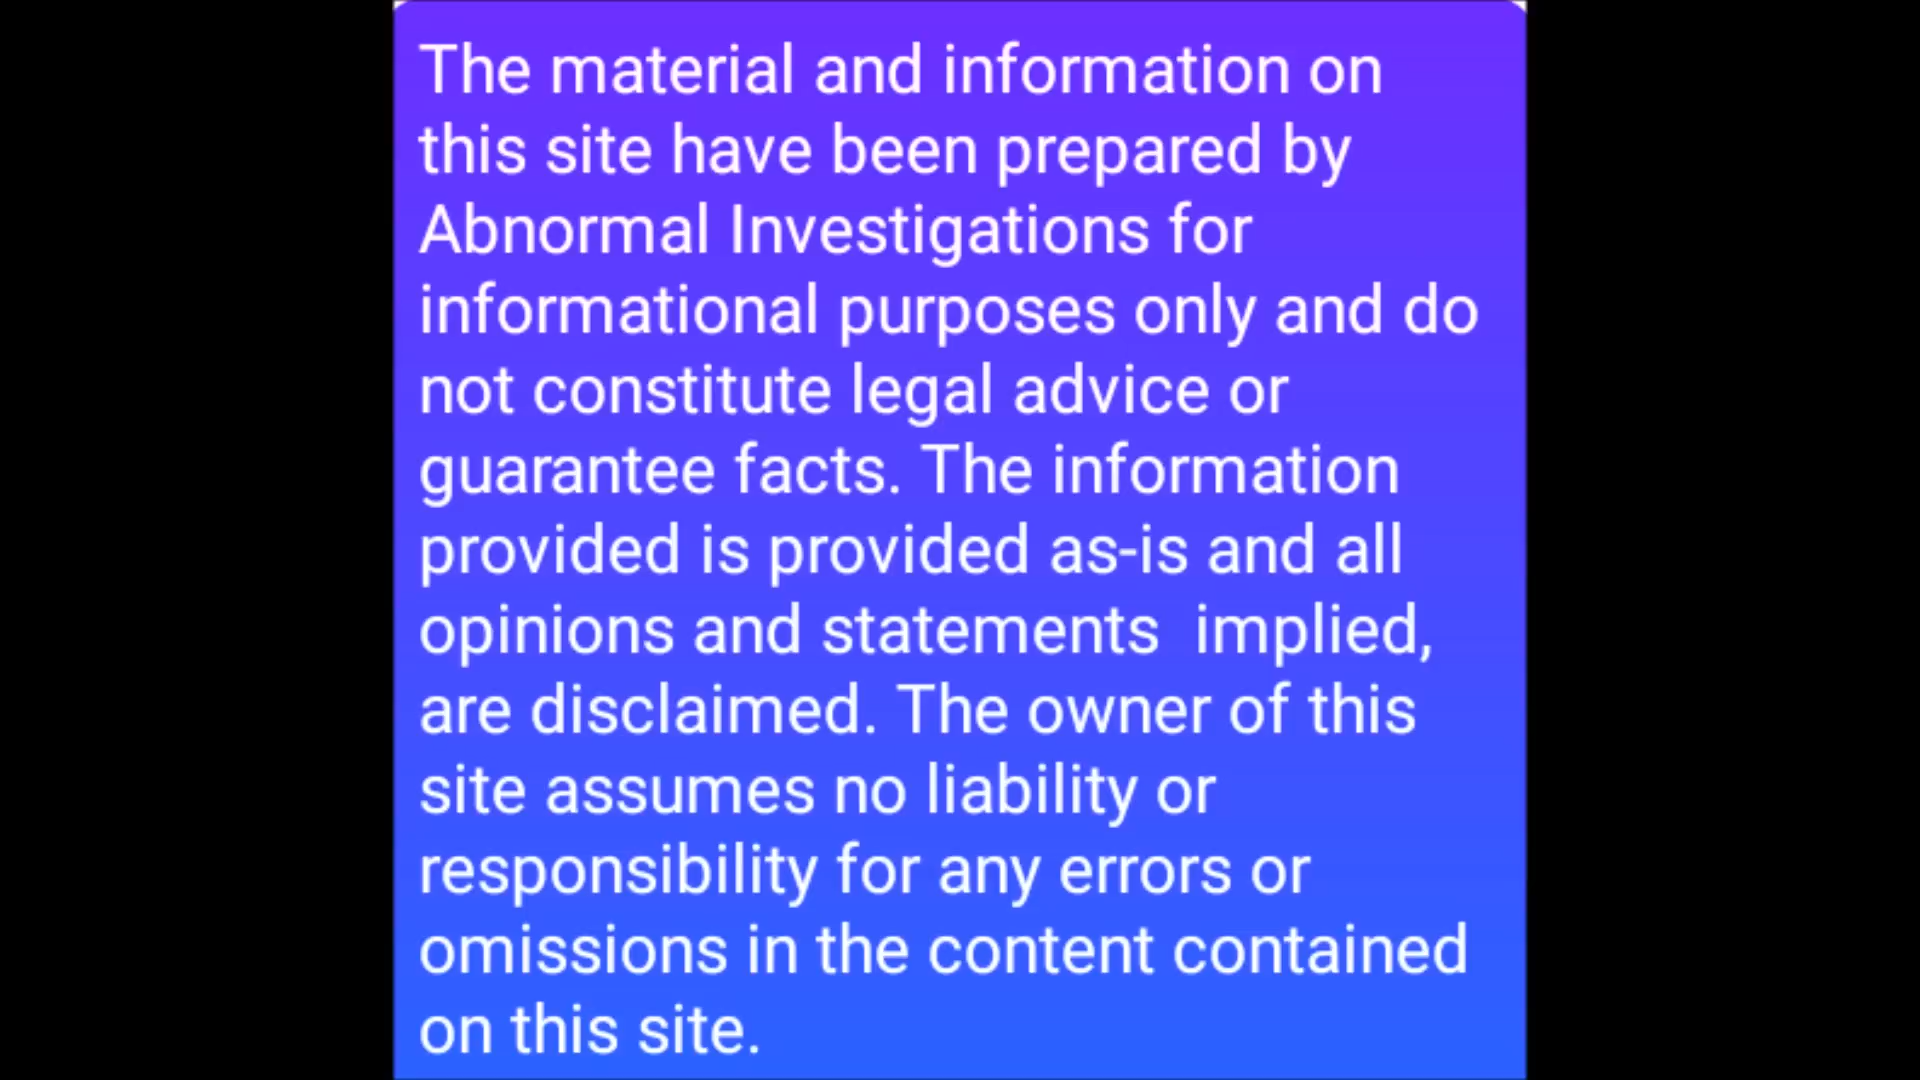 The material and information on
this site have been prepared by
Abnormal Investigations for
informational purposes only and do
not constitute legal advice or
guarantee facts. The information
provided is provided as-is and all
opinions and statements  implied,
are disclaimed. The owner of this
site assumes no liability or
responsibility for any errors or
omissions in the content contained
on this site.